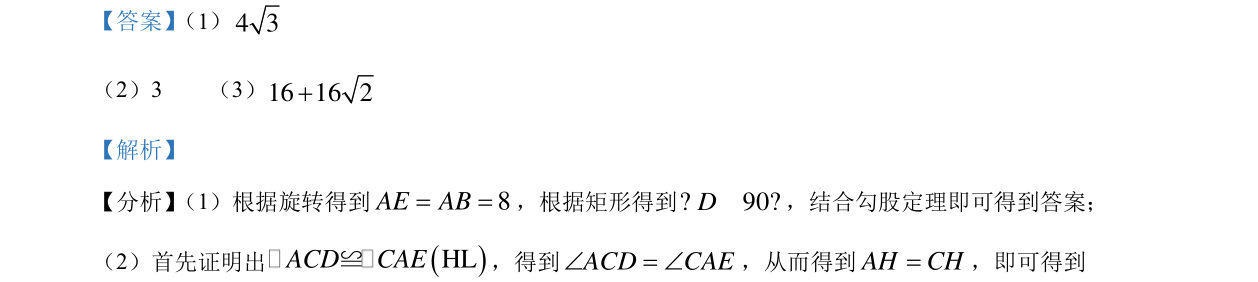 【答案】（1）4√3
（2）3 （3）16+16√2
【解析】
【分析】（1）根据旋转得到 AE = AB = 8，根据矩形得到? D 90?，结合勾股定理即可得到答案；
（2）首先证明出□ACD≌□CAE(HL)，得到∠ACD = ∠CAE，从而得到 AH = CH，即可得到